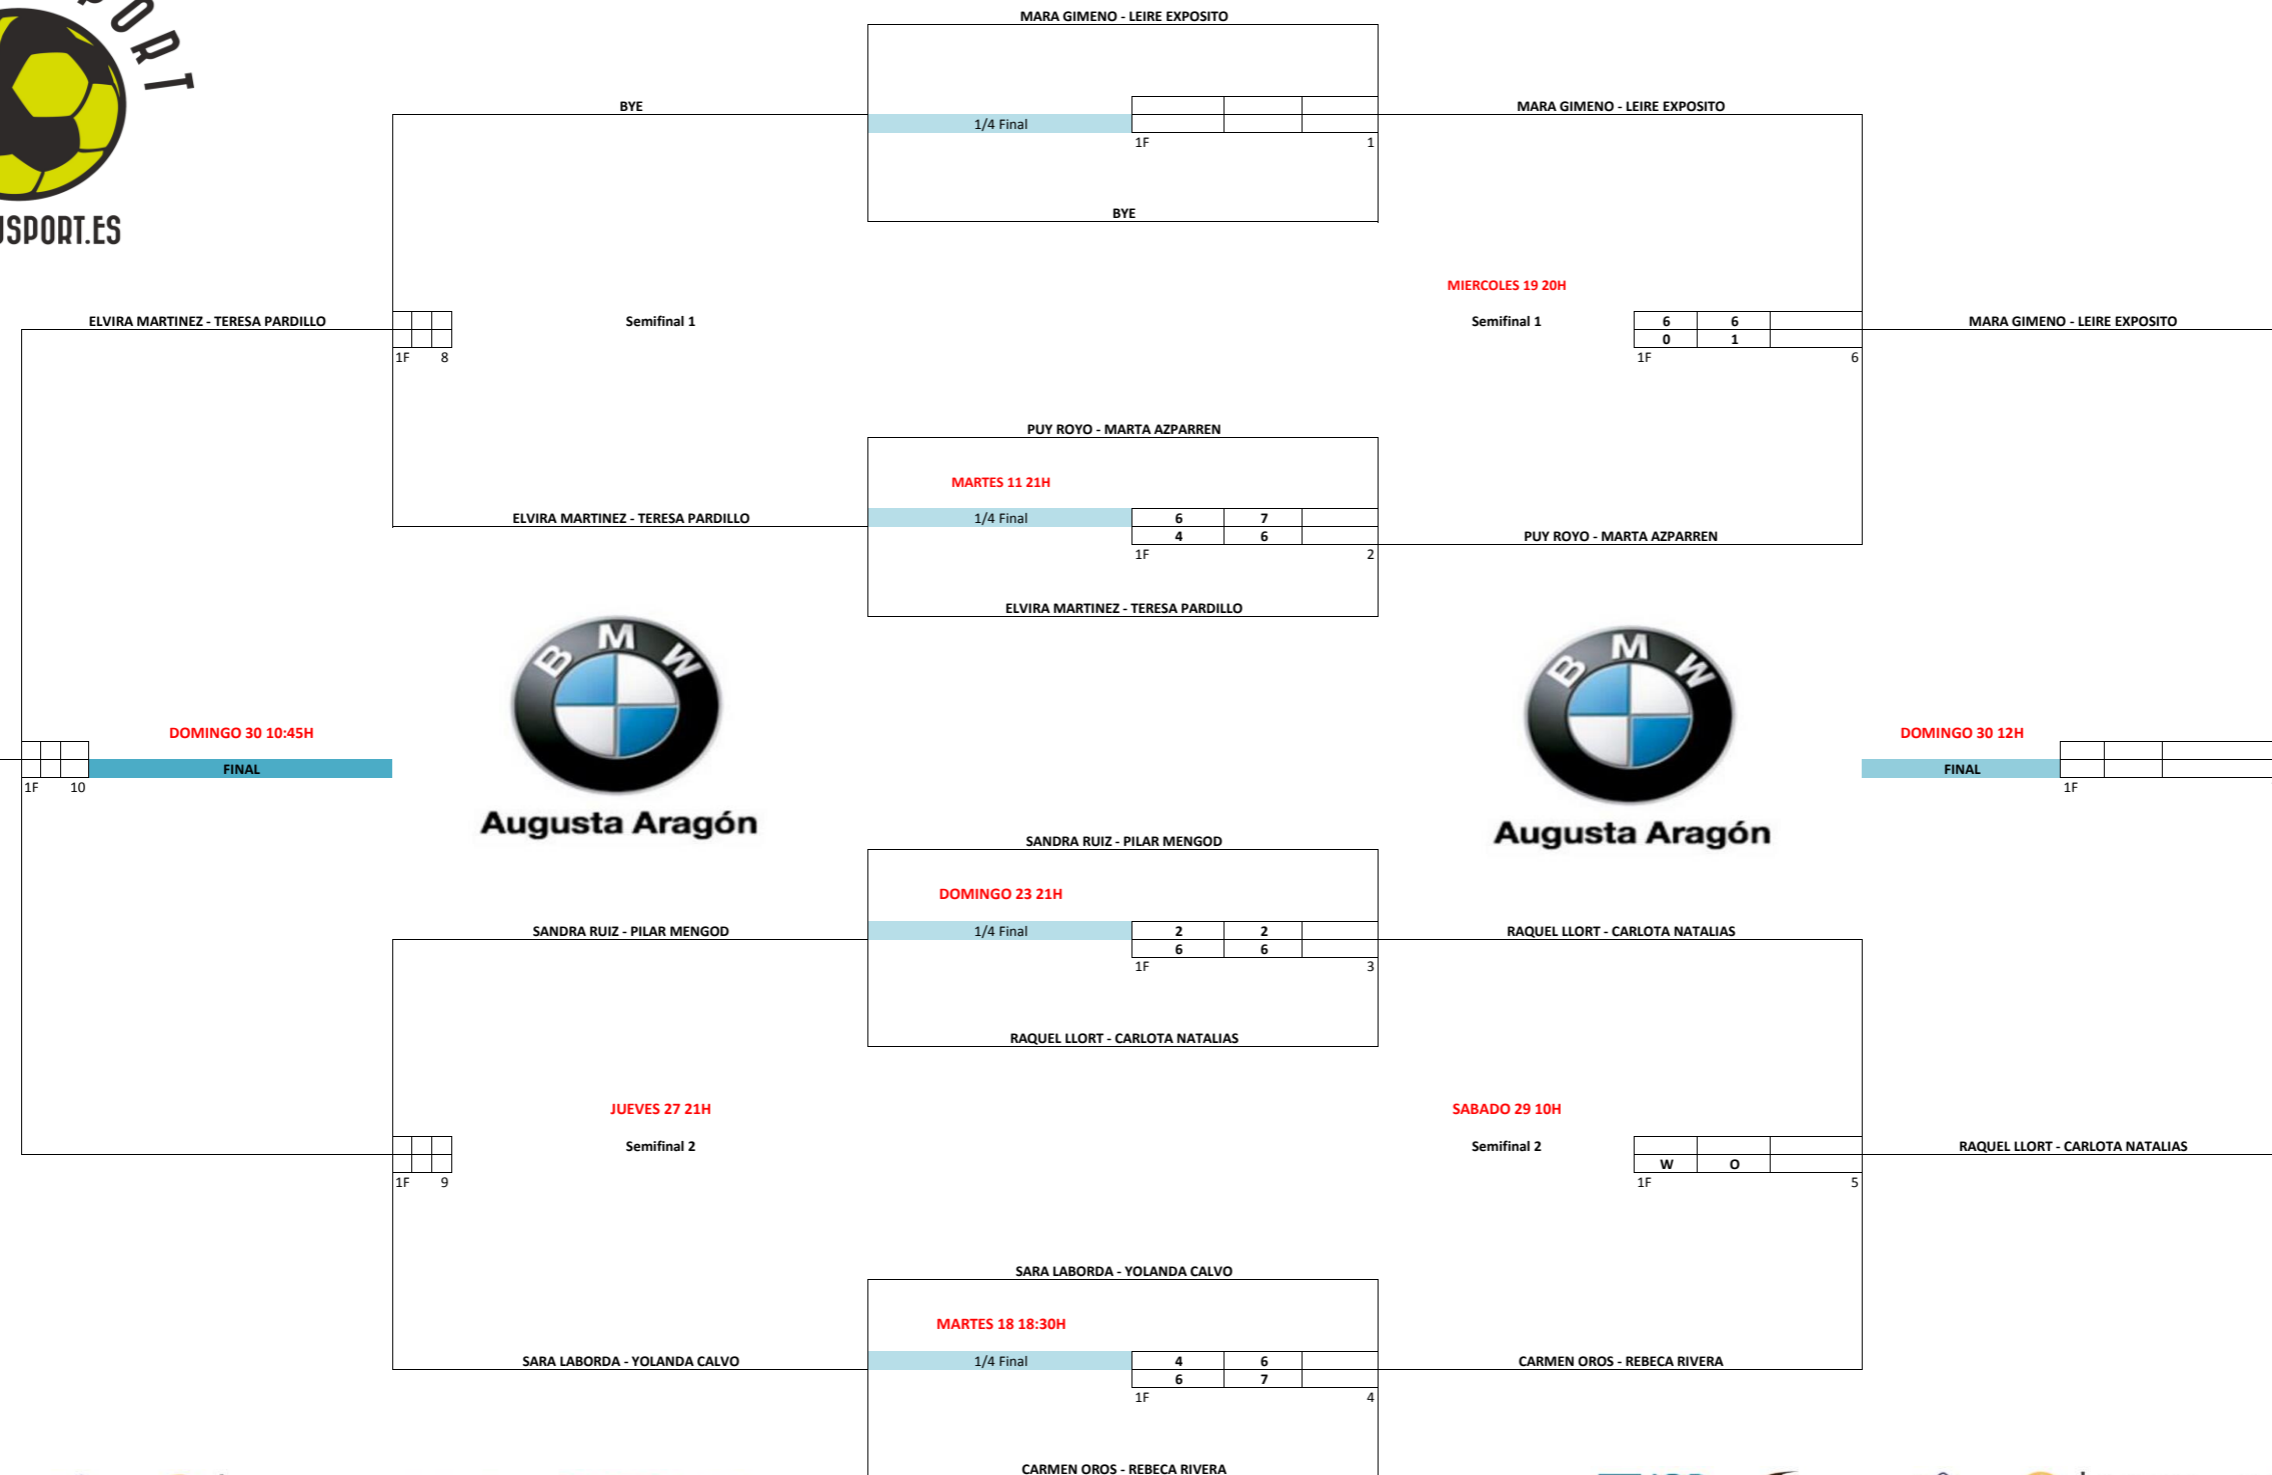 PORT
USPORT.ES
MARA GIMENO - LEIRE EXPOSITO
BYE
MARA GIMENO - LEIRE EXPOSITO
1/4 Final
1F 1
BYE
MIERCOLES 19 20H
ELVIRA MARTINEZ - TERESA PARDILLO
Semifinal 1
Semifinal 1
6 6
MARA GIMENO - LEIRE EXPOSITO
0 1
1F 8
1F 6
PUY ROYO - MARTA AZPARREN
MARTES 11 21H
ELVIRA MARTINEZ - TERESA PARDILLO
1/4 Final
6 7
4 6
PUY ROYO - MARTA AZPARREN
1F 2
ELVIRA MARTINEZ - TERESA PARDILLO
BMW
BMW
DOMINGO 30 10:45H
DOMINGO 30 12H
FINAL
FINAL
1F 10
1F
Augusta Aragón
Augusta Aragón
SANDRA RUIZ - PILAR MENGOD
DOMINGO 23 21H
SANDRA RUIZ - PILAR MENGOD
1/4 Final
2 2
RAQUEL LLORT - CARLOTA NATALIAS
6 6
1F 3
RAQUEL LLORT - CARLOTA NATALIAS
JUEVES 27 21H
SABADO 29 10H
Semifinal 2
Semifinal 2
RAQUEL LLORT - CARLOTA NATALIAS
W O
1F 9
1F 5
SARA LABORDA - YOLANDA CALVO
MARTES 18 18:30H
SARA LABORDA - YOLANDA CALVO
1/4 Final
4 6
CARMEN OROS - REBECA RIVERA
6 7
1F 4
CARMEN OROS - REBECA RIVERA